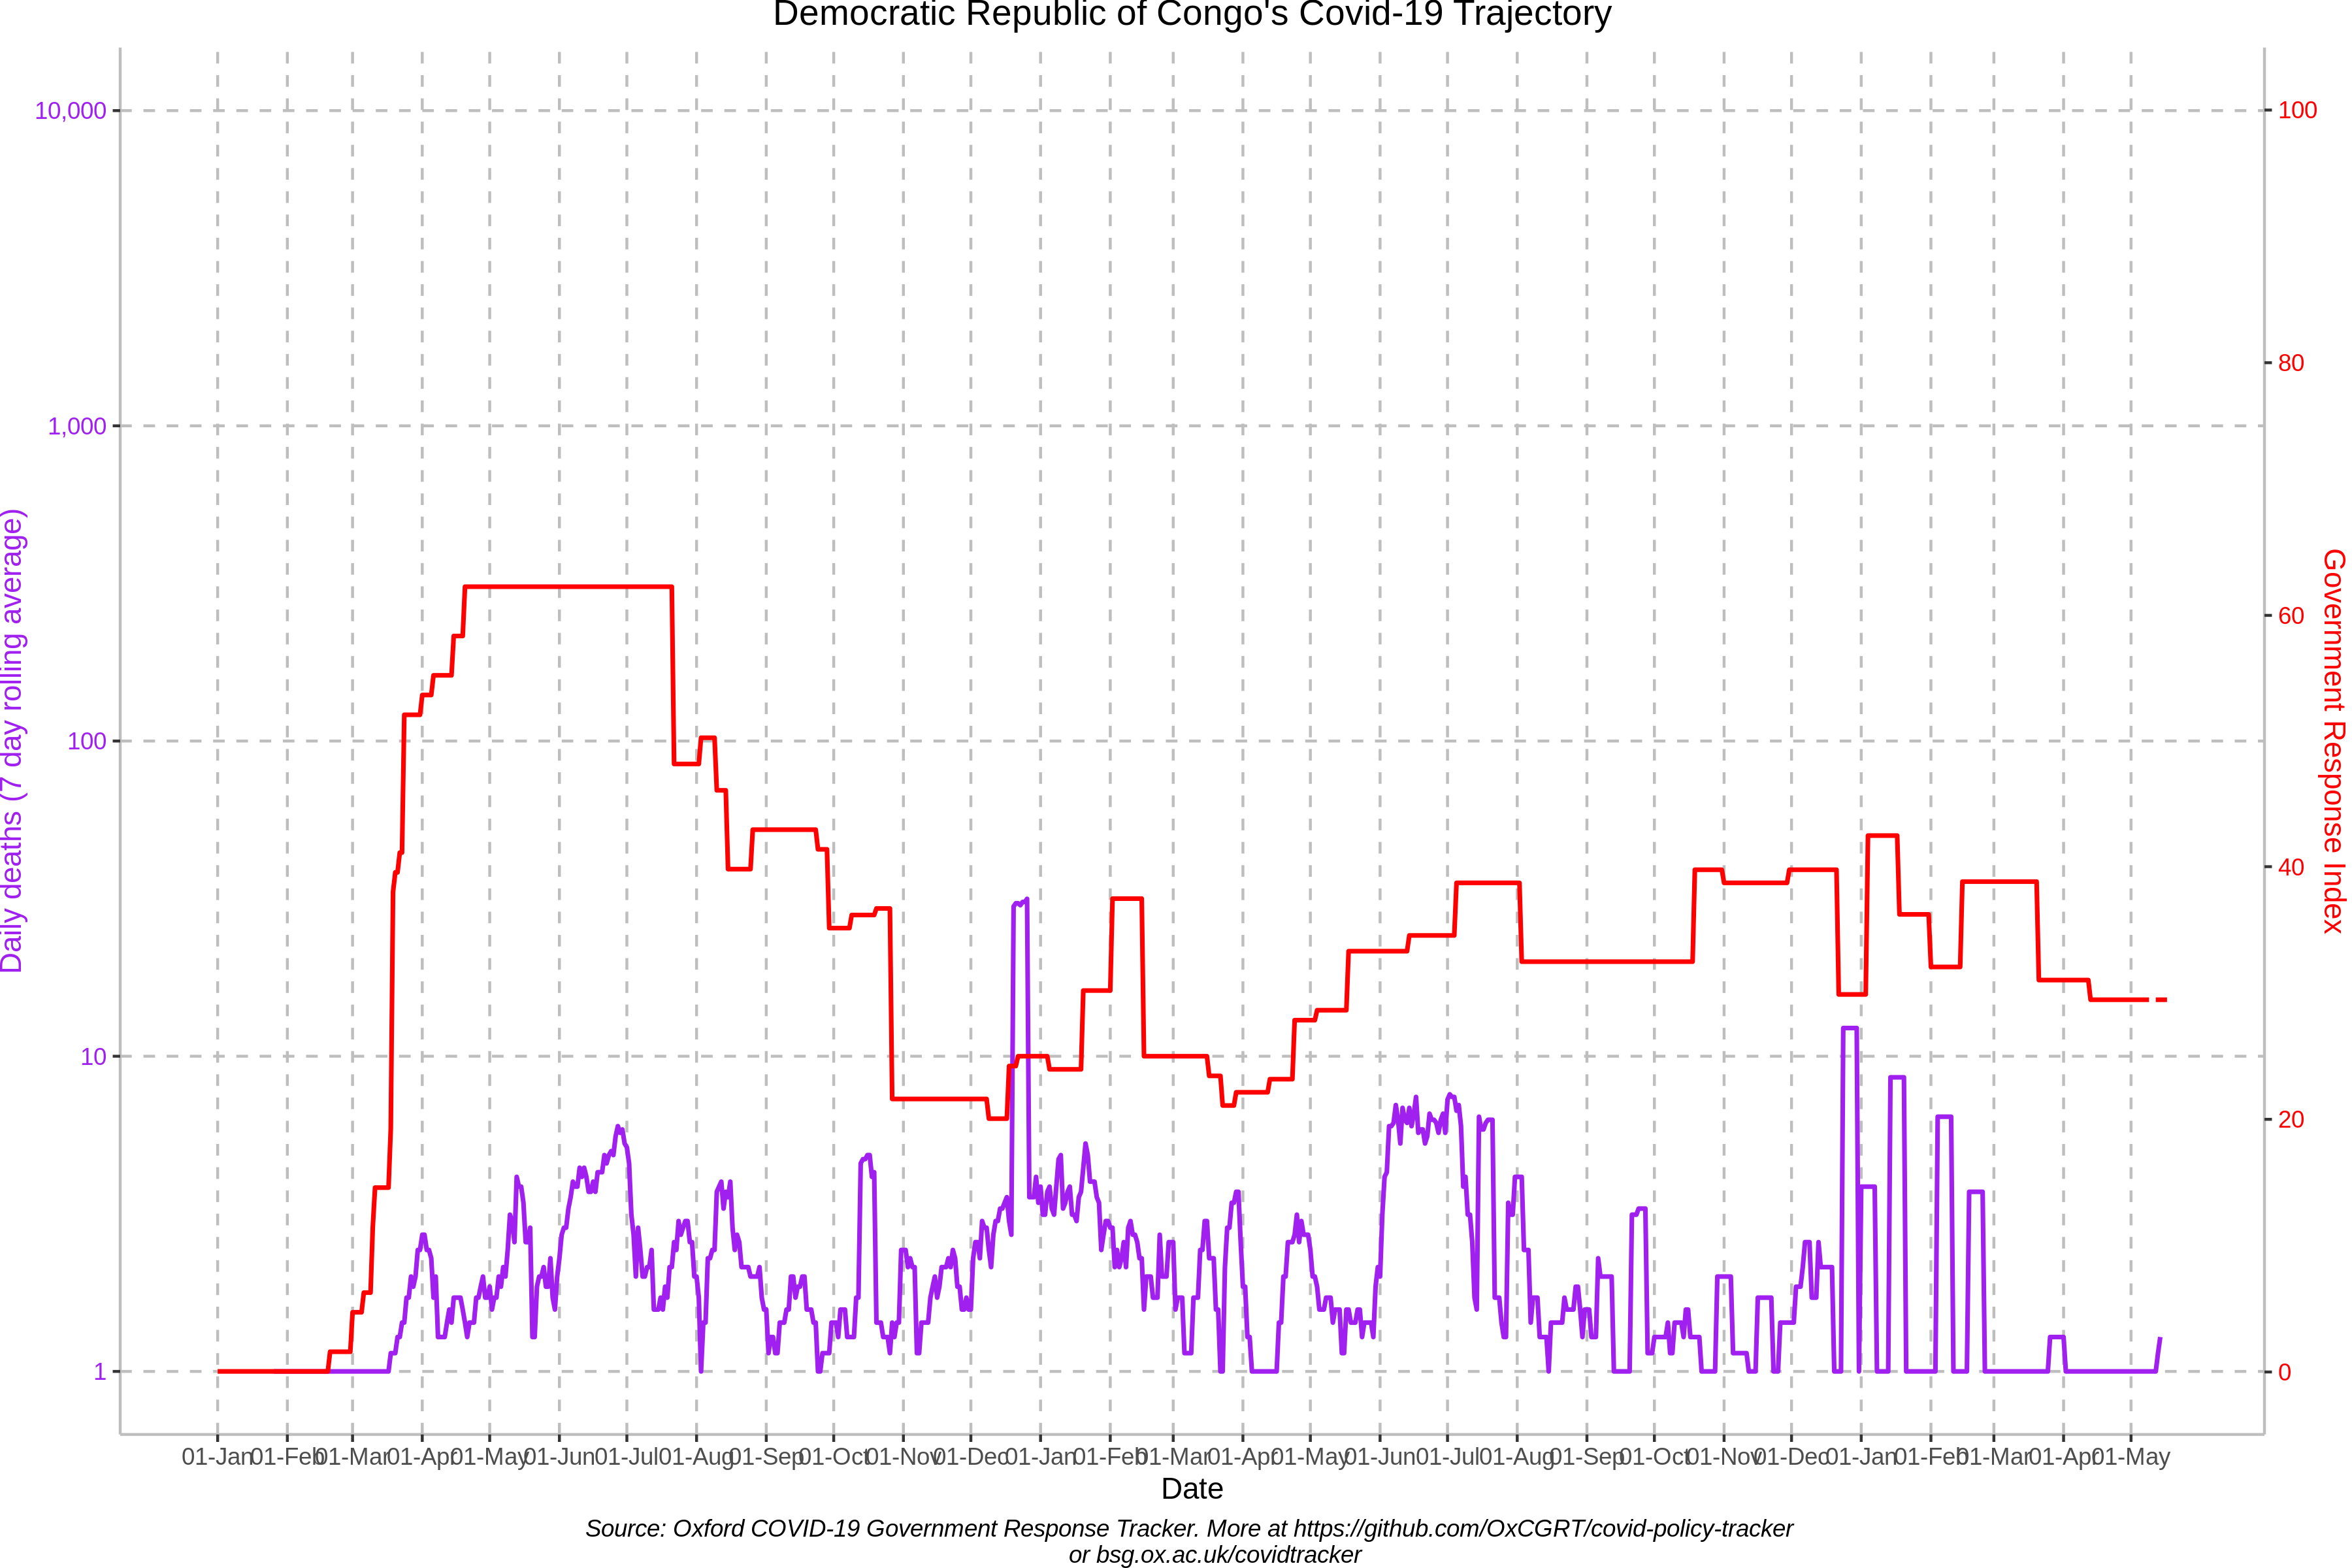 Democratic Republic of Congo's Covid-19 Trajectory
10,000
1,000
100
10
1
Daily deaths (7 day rolling average)
100
80
60
40
20
0
Government Response Index
01-Jan 01-Feb 01-Mar 01-Apr 01-May 01-Jun 01-Jul 01-Aug 01-Sep 01-Oct 01-Nov 01-Dec 01-Jan 01-Feb 01-Mar 01-Apr 01-May 01-Jun 01-Jul 01-Aug 01-Sep 01-Oct 01-Nov 01-Dec 01-Jan 01-Feb 01-Mar 01-Apr 01-May
Date
Source: Oxford COVID-19 Government Response Tracker. More at https://github.com/OxCGRT/covid-policy-tracker
or bsg.ox.ac.uk/covidtracker